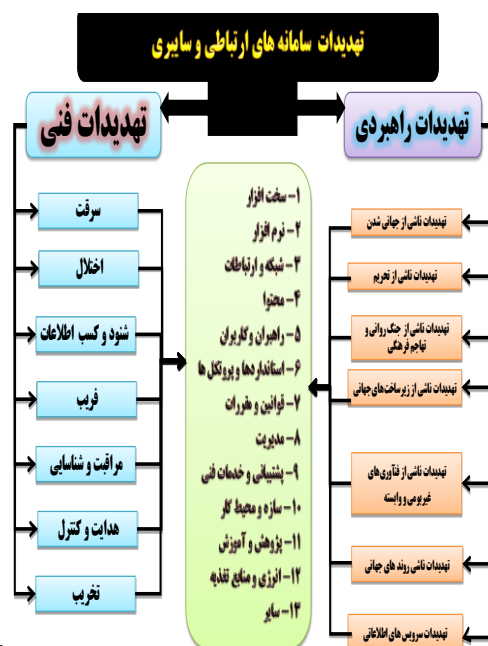 تهدیدات سامانه های ارتباطی و سایبری
تهدیدات راهبردی
تهدیدات ناشی از جهانی شدن
تهدیدات ناشی از تحریم
تهدیدات ناشی از جنگ روانی و
تهاجم فرهنگی
تهدیدات ناشی از زیرساخت‌های جهانی
تهدیدات ناشی از فنآوری‌های
غیربومی و وابسته
تهدیدات ناشی روند های جهانی
تهدیدات سرویس های اطلاعاتی
۱- سخت افزار
۲- نرم افزار
۳- شبکه و ارتباطات
۴- محتوا
۵- راهبران و کاربران
۶- استانداردها و پروتکل ها
۷- قوانین و مقررات
۸- مدیریت
۹- پشتیبانی و خدمات فنی
۱۰- سازه و محیط کار
۱۱- پژوهش و آموزش
۱۲- انرژی و منابع تغذیه
۱۳- سایر
تهدیدات فنی
سرقت
اختلال
شنود و کسب اطلاعات
فریب
مراقبت و شناسایی
هدایت و کنترل
تخریب